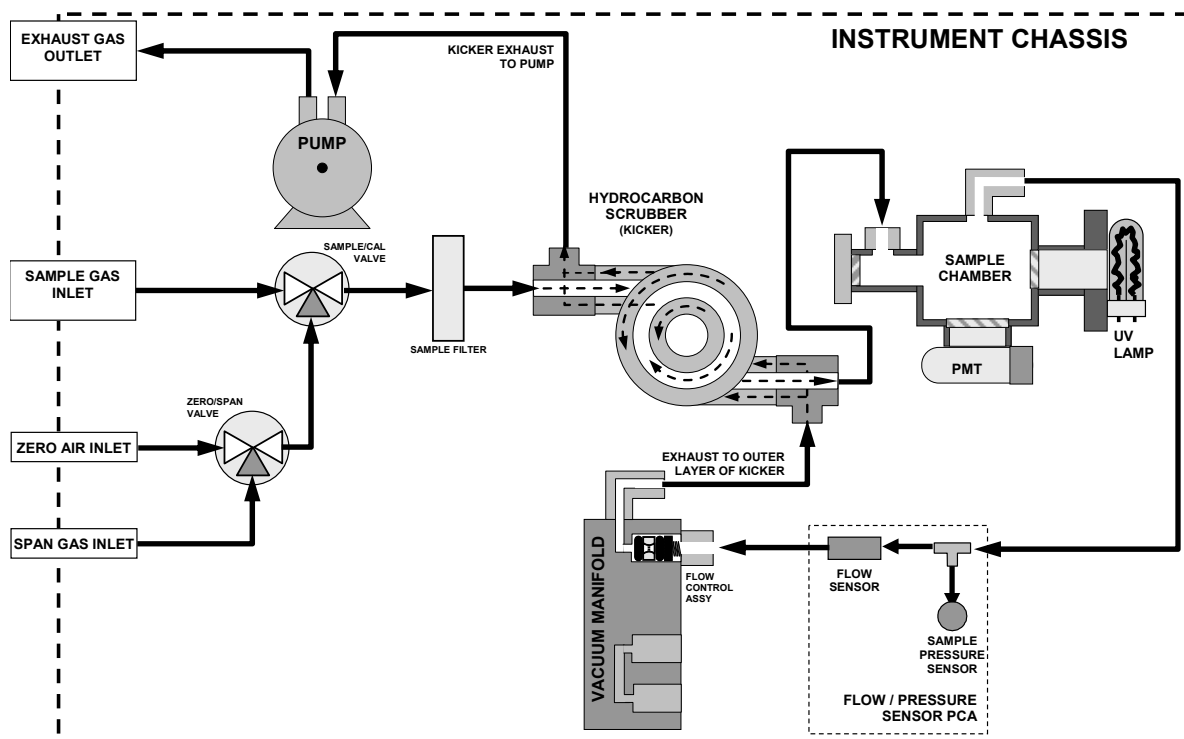 INSTRUMENT CHASSIS
EXHAUST GAS
OUTLET
KICKER EXHAUST
TO PUMP
PUMP
HYDROCARBON
SCRUBBER
(KICKER)
SAMPLE/CAL
VALVE
SAMPLE GAS
INLET
SAMPLE FILTER
SAMPLE
CHAMBER
UV
LAMP
PMT
ZERO/SPAN
VALVE
ZERO AIR INLET
EXHAUST TO OUTER
LAYER OF KICKER
SPAN GAS INLET
VACUUM MANIFOLD
FLOW
CONTROL
ASSY
FLOW
SENSOR
SAMPLE
PRESSURE
SENSOR
FLOW / PRESSURE
SENSOR PCA